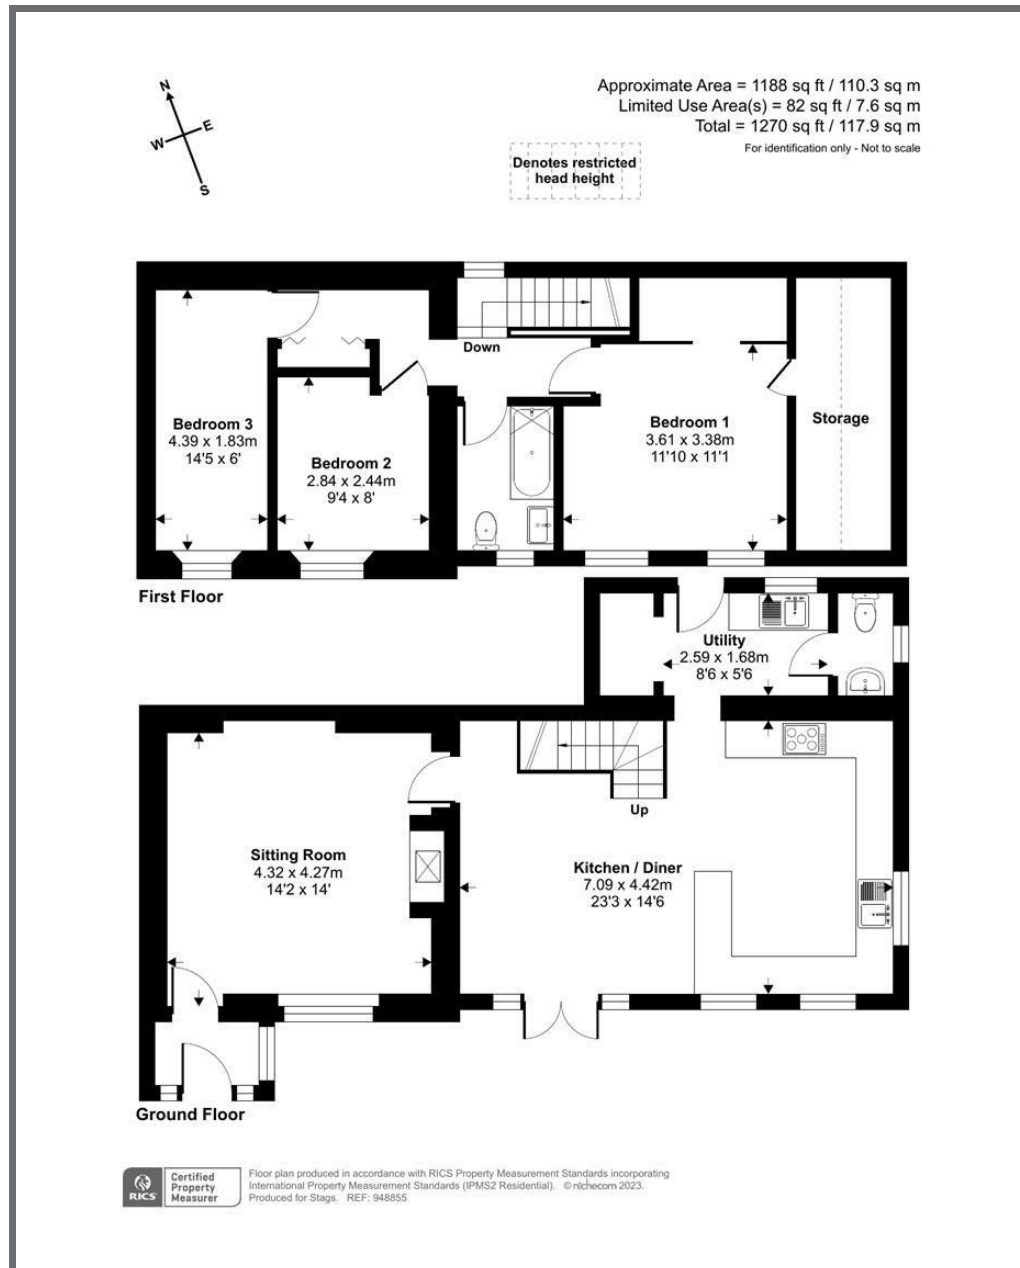 N
E
W
S
Approximate Area = 1188 sq ft / 110.3 sq m
Limited Use Area(s) = 82 sq ft / 7.6 sq m
Total = 1270 sq ft / 117.9 sq m
For identification only - Not to scale
Denotes restricted
head height
Down
Bedroom 3
4.39 x 1.83m
14'5 x 6'
Bedroom 2
2.84 x 2.44m
9'4 x 8'
Bedroom 1
3.61 x 3.38m
11'10 x 11'1
Storage
First Floor
Utility
2.59 x 1.68m
8'6 x 5'6
Up
Sitting Room
4.32 x 4.27m
14'2 x 14'
Kitchen / Diner
7.09 x 4.42m
23'3 x 14'6
Ground Floor
RICS
Certified
Property
Measurer
Floor plan produced in accordance with RICS Property Measurement Standards incorporating
International Property Measurement Standards (IPMS2 Residential). ©nichecom 2023.
Produced for Stags. REF: 948855